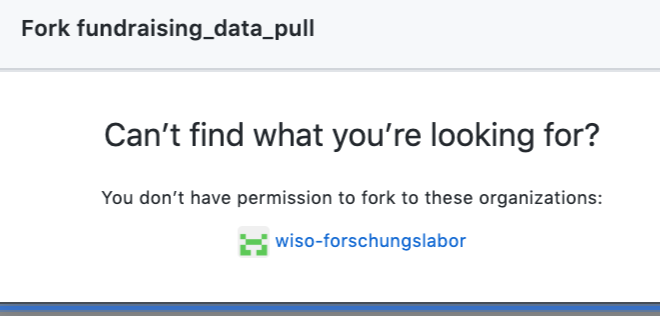 Fork fundraising_data_pull
Can’t find what you’re looking for?
You don’t have permission to fork to these organizations:
wiso-forschungslabor